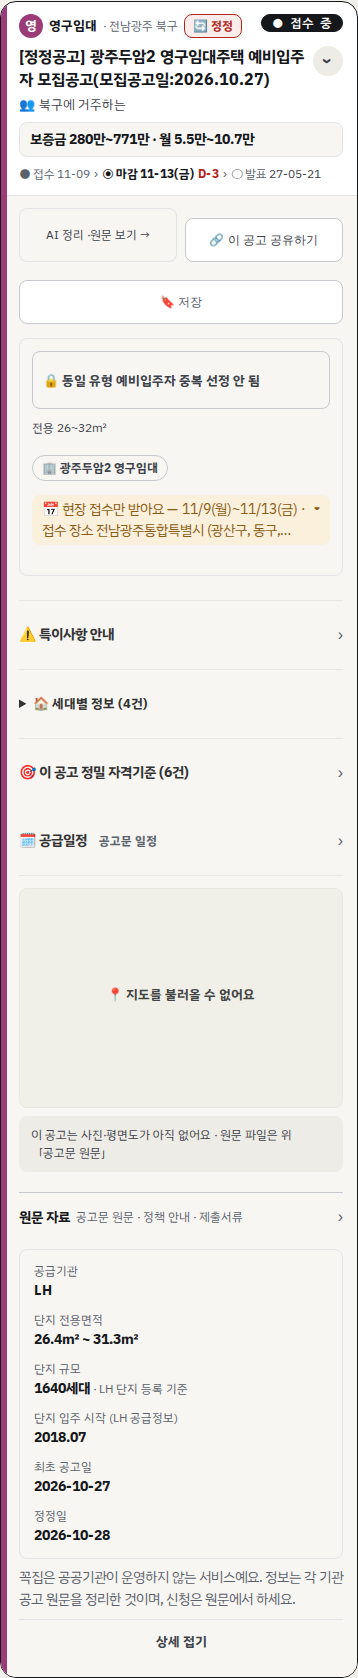 영 영구임대 · 전남광주 북구 🔄 정정 ● 접수 중
[정정공고] 광주두암2 영구임대주택 예비입주
자 모집공고(모집공고일:2026.10.27)
👥 북구에 거주하는
보증금 280만~771만 · 월 5.5만~10.7만
● 접수 11-09 › ◉ 마감 11-13(금) D-3 › ○ 발표 27-05-21
AI 정리 ·원문 보기 →
🔗 이 공고 공유하기
🔖 저장
🔒 동일 유형 예비입주자 중복 선정 안 됨
전용 26~32m²
🏢 광주두암2 영구임대
📅 현장 접수만 받아요 — 11/9(월)~11/13(금) ·
접수 장소 전남광주통합특별시 (광산구, 동구,...
⚠️ 특이사항 안내 ›
▶ 🏠 세대별 정보 (4건)
🎯 이 공고 정밀 자격기준 (6건) ›
🗓️ 공급일정 공고문 일정 ›
📍 지도를 불러올 수 없어요
이 공고는 사진·평면도가 아직 없어요 · 원문 파일은 위
「공고문 원문」
원문 자료 공고문 원문 · 정책 안내 · 제출서류 ›
공급기관
LH
단지 전용면적
26.4m² ~ 31.3m²
단지 규모
1640세대 · LH 단지 등록 기준
단지 입주 시작 (LH 공급정보)
2018.07
최초 공고일
2026-10-27
정정일
2026-10-28
꼭집은 공공기관이 운영하지 않는 서비스예요. 정보는 각 기관
공고 원문을 정리한 것이며, 신청은 원문에서 하세요.
상세 접기